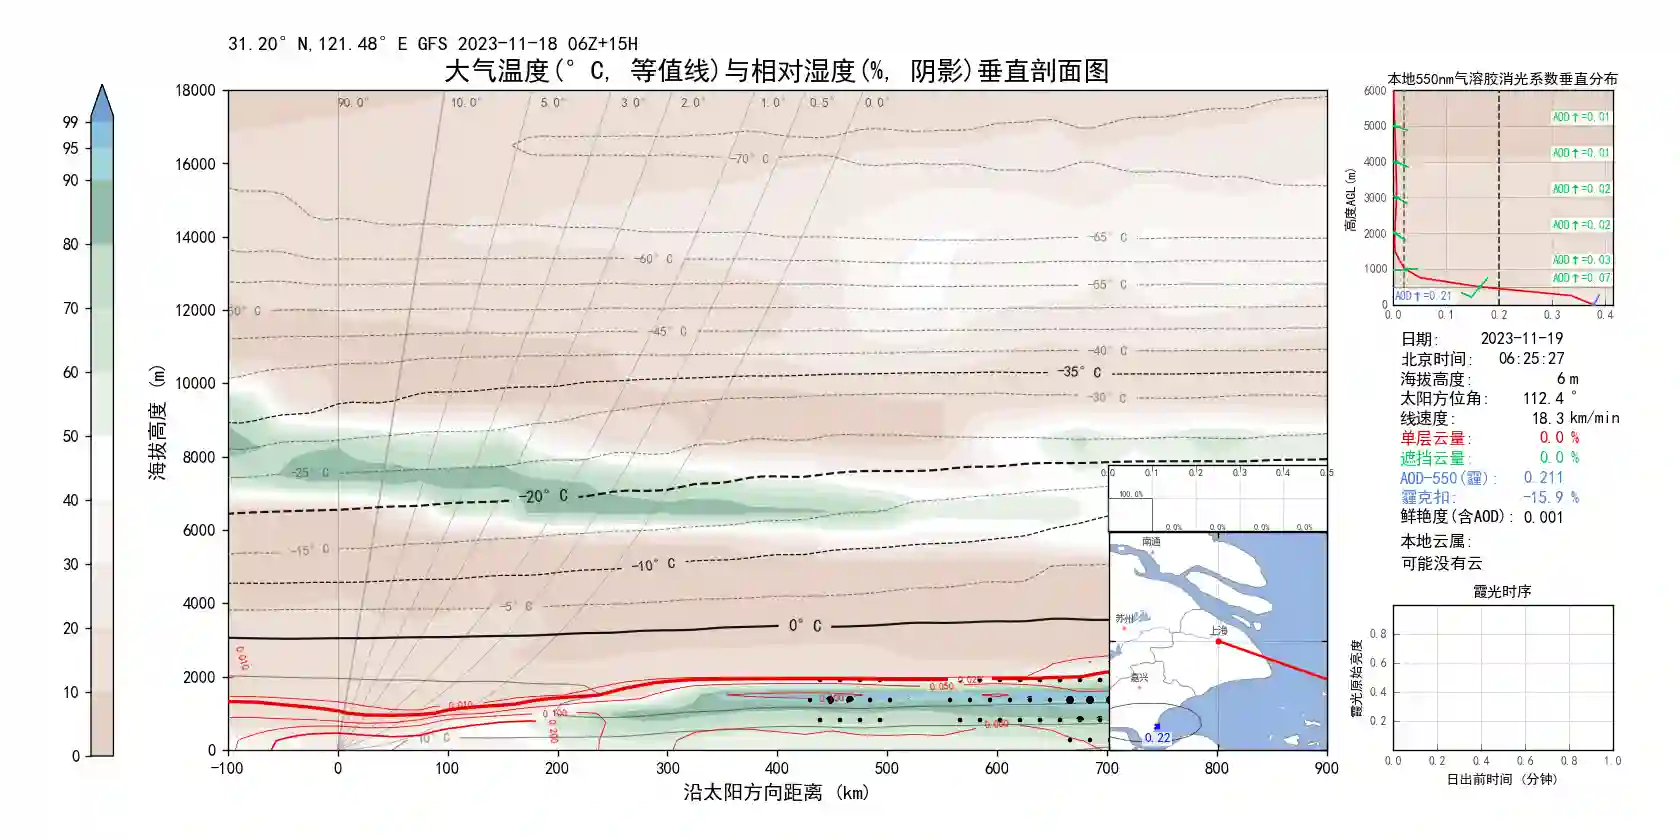 31.20° N,121.48° E GFS 2023-11-18 06Z+15H
大气温度(° C, 等值线)与相对湿度(%, 阴影)垂直剖面图
99
95
90
80
70
60
50
40
30
20
10
0
海拔高度 (m)
18000
16000
14000
12000
10000
8000
6000
4000
2000
0
90.0° 10.0° 5.0° 3.0° 2.0° 1.0° 0.5° 0.0°
-70° C
-65° C
-60° C
-55° C
-45° C
-40° C
-35° C
-30° C
-25° C
-20° C
-15° C
-10° C
-5° C
0° C
10° C
0.010
0.010
0.100
0.200
0.050
-100 0 100 200 300 400 500 600 700 800 900
沿太阳方向距离 (km)
0.0 0.1 0.2 0.3 0.4 0.5
100.0%
0.0% 0.0% 0.0% 0.0%
南通
苏州
上海
嘉兴
0.22
本地550nm气溶胶消光系数垂直分布
高度AGL(m)
6000
5000
4000
3000
2000
1000
0
AOD↑=0.01
AOD↑=0.01
AOD↑=0.02
AOD↑=0.02
AOD↑=0.03
AOD↑=0.07
AOD↑=0.21
0.0 0.1 0.2 0.3 0.4
日期: 2023-11-19
北京时间: 06:25:27
海拔高度: 6 m
太阳方位角: 112.4 °
线速度: 18.3 km/min
单层云量: 0.0 %
遮挡云量: 0.0 %
AOD-550(霾): 0.211
霾克扣: -15.9 %
鲜艳度(含AOD): 0.001
本地云属:
可能没有云
霞光时序
霞光原始亮度
0.8
0.6
0.4
0.2
0.0 0.2 0.4 0.6 0.8 1.0
日出前时间 (分钟)